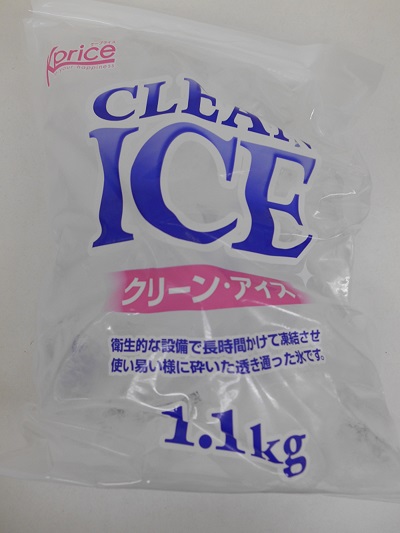 Kprice
your happiness
CLEAN
ICE
クリーン・アイス
衛生的な設備で長時間かけて凍結させ
使い易い様に砕いた透き通った氷です。
1.1kg